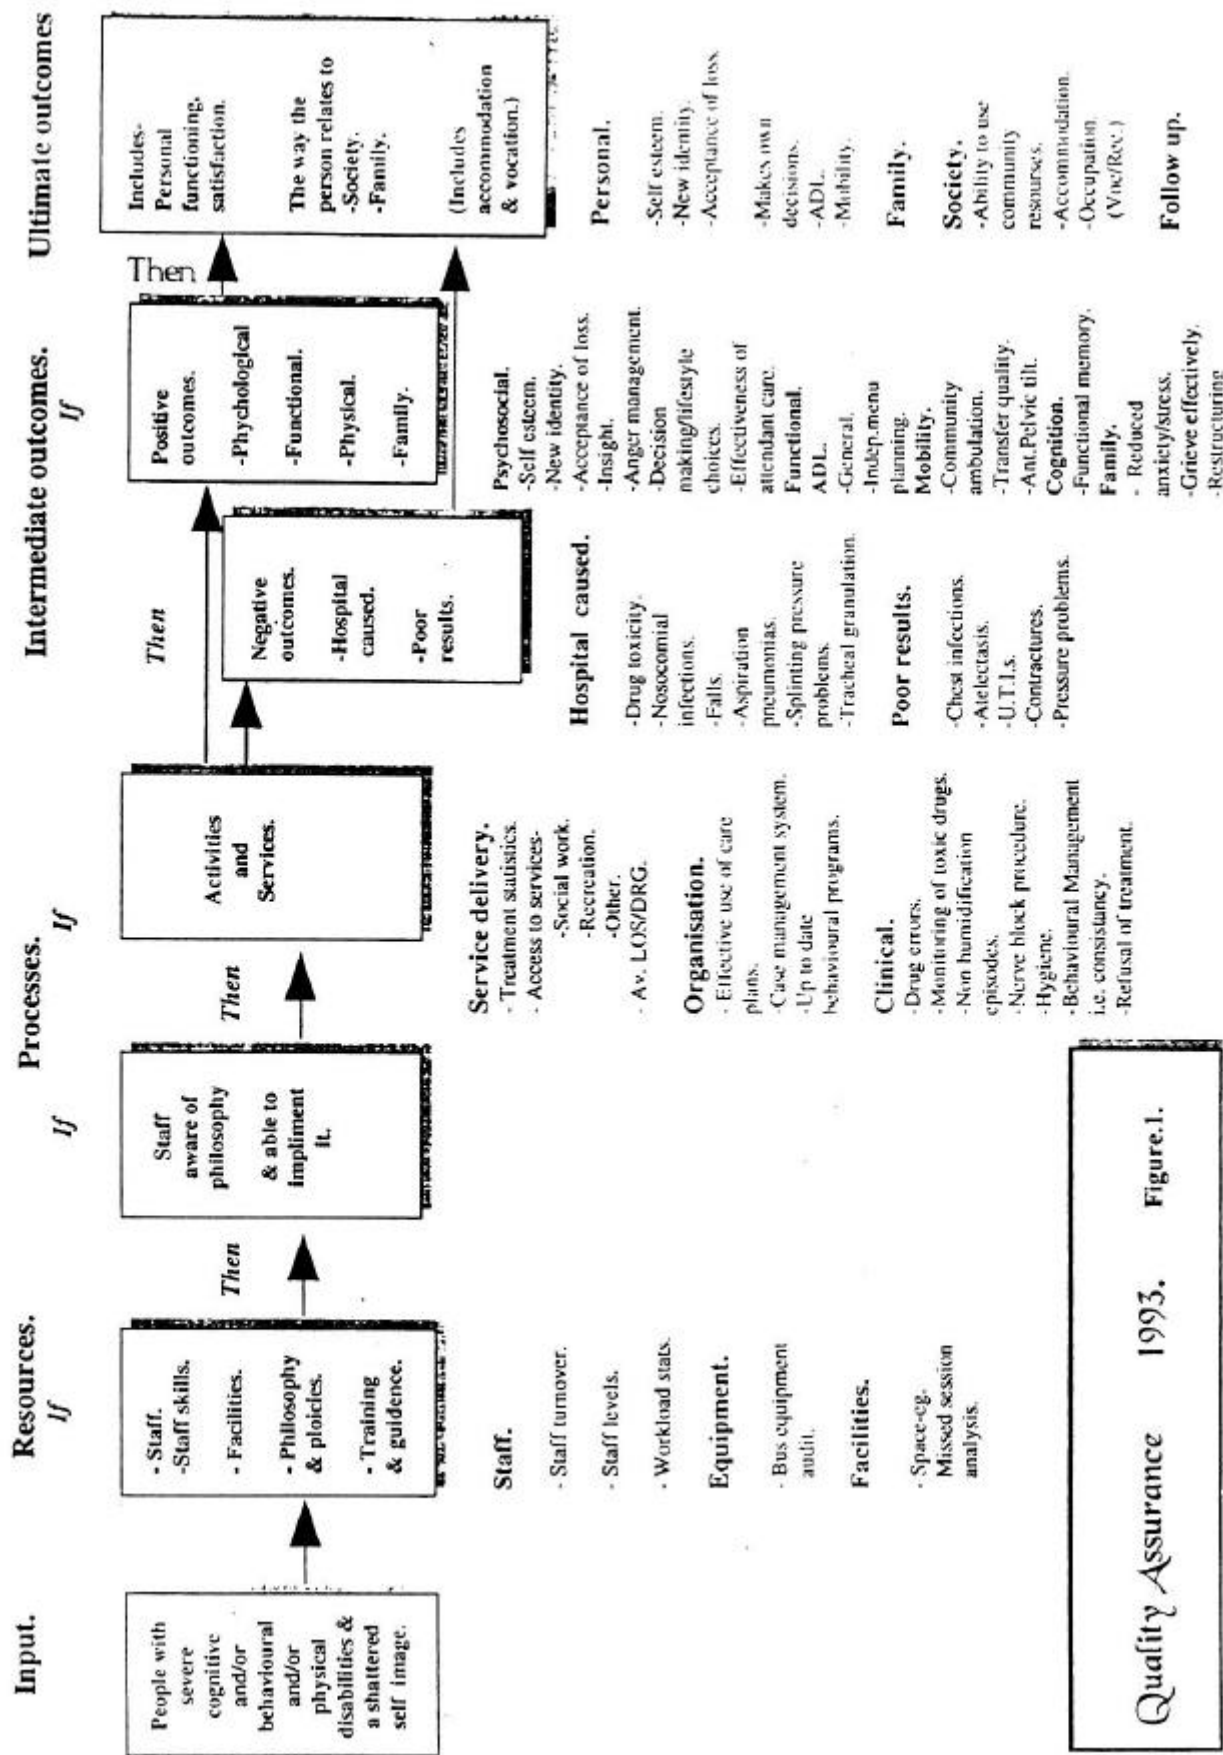 Input.
Resources.
Processes.
Intermediate outcomes.
Ultimate outcomes
If
If
If
If
People with
severe
cognitive
and/or
behavioural
and/or
physical
disabilities &
a shattered
self image.
- Staff.
-Staff skills.
- Facilities.
- Philosophy
& ploicies.
- Training
& guidence.
Then
Staff
aware of
philosophy
& able to
impliment
it.
Then
Activities
and
Services.
Then
Negative
outcomes.
-Hospital
caused.
-Poor
results.
Positive
outcomes.
-Phychological
-Functional.
-Physical.
-Family.
Then
Includes-
Personal
functioning,
satisfaction.
The way the
person relates to
-Society.
-Family.
(Includes
accommodation
& vocation.)
Staff.
- Staff turnover.
- Staff levels.
- Workload stats.
Equipment.
- Bus equipment
audit.
Facilities.
- Space-eg.
Missed session
analysis.
Service delivery.
- Treatment statistics.
- Access to services-
-Social work.
-Recreation.
-Other.
- Av. LOS/DRG.
Organisation.
- Effective use of care
plans.
-Case management system.
-Up to date
behavioural programs.
Clinical.
-Drug errors.
-Monitoring of toxic drugs.
-Non humidification
episodes.
-Nerve block procedure.
-Hygiene.
-Behavioural Management
i.e. consistancy.
-Refusal of treatment.
Hospital caused.
-Drug toxicity.
-Nosocomial
infections.
-Falls.
-Aspiration
pneumonias.
-Splinting pressure
problems.
-Tracheal granulation.
Poor results.
-Chest infections.
-Atelectasis.
-U.T.I.s.
-Contractures.
-Pressure problems.
Psychosocial.
-Self esteem.
-New identity.
-Acceptance of loss.
-Insight.
-Anger management.
-Decision
making/lifestyle
choices.
-Effectiveness of
attendant care.
Functional.
ADL.
-General.
-Indep.menu
planning.
Mobility.
-Community
ambulation.
-Transfer quality.
-Ant.Pelvic tilt.
Cognition.
-Functional memory.
Family.
- Reduced
anxiety/stress.
-Grieve effectively.
-Restructuring
Personal.
-Self esteem.
-New identity.
-Acceptance of loss.
-Makes own
decisions.
-ADL.
-Mobility.
Family.
Society.
-Ability to use
community
resourses.
-Accommodation.
-Occupation.
(Voc/Rec.)
Follow up.
Quality Assurance 1993. Figure.1.